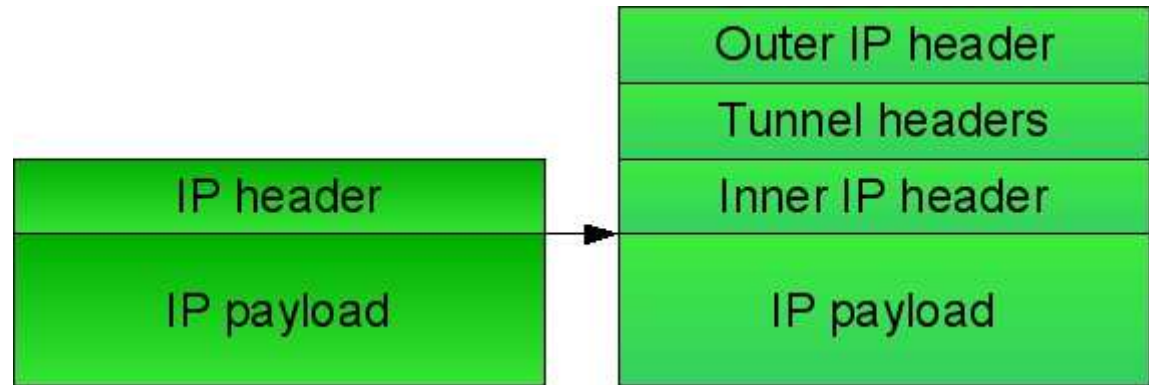 IP header
IP payload
Outer IP header
Tunnel headers
Inner IP header
IP payload